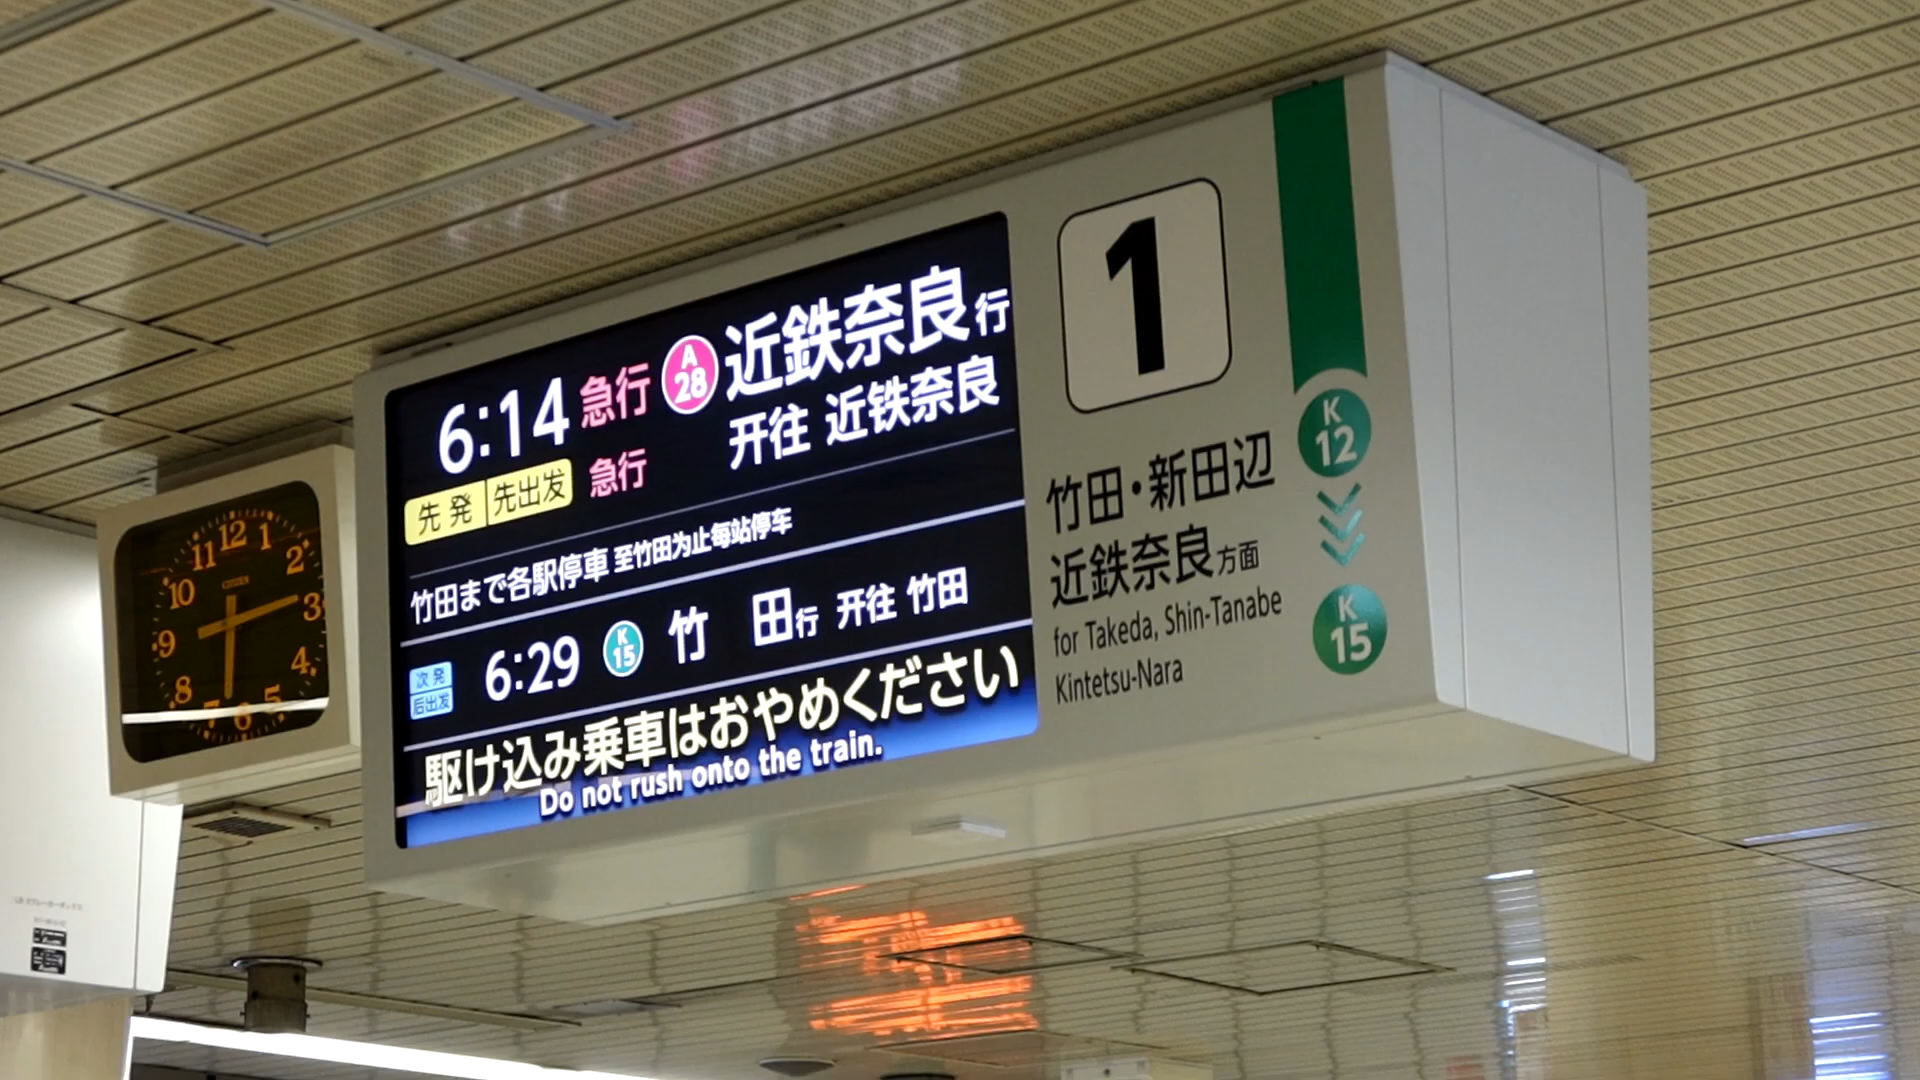 6:14 急行 A 28 近鉄奈良行
先発 先出发 急行 开往 近铁奈良
竹田まで各駅停車 至竹田为止每站停车
次発 后出发 6:29 K 15 竹 田行 开往 竹田
駆け込み乗車はおやめください
Do not rush onto the train.
1
竹田・新田辺
近鉄奈良方面
for Takeda, Shin-Tanabe
Kintetsu-Nara
K
12
K
15
12 1 2 3 4 5 6 7 8 9 10 11
CITIZEN